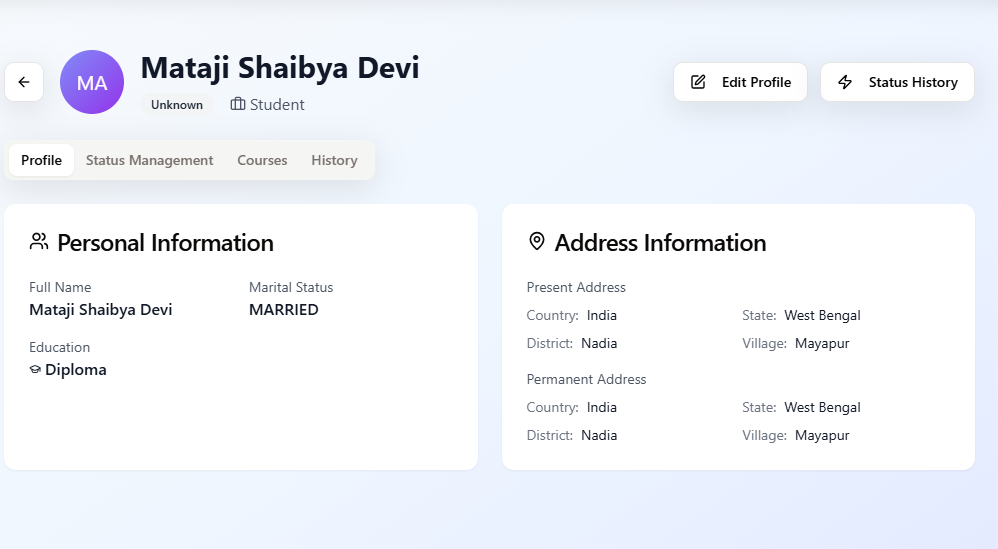 MA
Mataji Shaibya Devi
Unknown
Student
Edit Profile
Status History
Profile
Status Management
Courses
History
Personal Information
Full Name
Mataji Shaibya Devi
Marital Status
MARRIED
Education
Diploma
Address Information
Present Address
Country: India
State: West Bengal
District: Nadia
Village: Mayapur
Permanent Address
Country: India
State: West Bengal
District: Nadia
Village: Mayapur